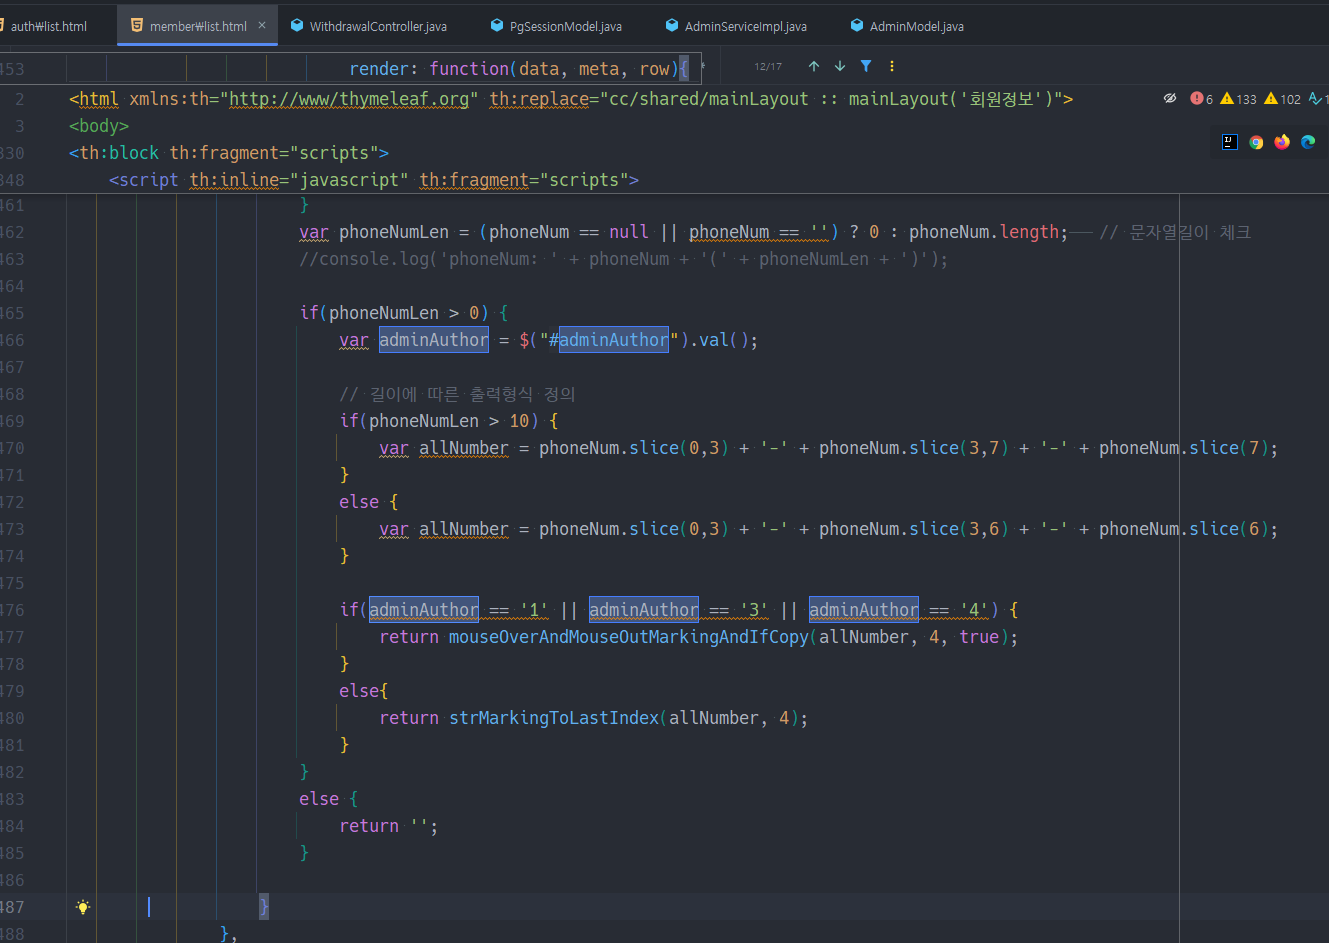 auth₩list.html member₩list.html × WithdrawalController.java PgSessionModel.java AdminServiceImpl.java AdminModel.java
453 render: function(data, meta, row){ 12/17
2 <html xmlns:th="http://www/thymeleaf.org" th:replace="cc/shared/mainLayout :: mainLayout('회원정보')"> 6 133 102 1
3 <body>
330 <th:block th:fragment="scripts">
348 <script th:inline="javascript" th:fragment="scripts">
461 }
462 var phoneNumLen = (phoneNum == null || phoneNum == '') ? 0 : phoneNum.length; // 문자열길이 체크
463 //console.log('phoneNum: ' + phoneNum + '(' + phoneNumLen + ')');
464
465 if(phoneNumLen > 0) {
466 var adminAuthor = $("#adminAuthor").val();
467
468 // 길이에 따른 출력형식 정의
469 if(phoneNumLen > 10) {
470 var allNumber = phoneNum.slice(0,3) + '-' + phoneNum.slice(3,7) + '-' + phoneNum.slice(7);
471 }
472 else {
473 var allNumber = phoneNum.slice(0,3) + '-' + phoneNum.slice(3,6) + '-' + phoneNum.slice(6);
474 }
475
476 if(adminAuthor == '1' || adminAuthor == '3' || adminAuthor == '4') {
477 return mouseOverAndMouseOutMarkingAndIfCopy(allNumber, 4, true);
478 }
479 else{
480 return strMarkingToLastIndex(allNumber, 4);
481 }
482 }
483 else {
484 return '';
485 }
486
487 }
488 },